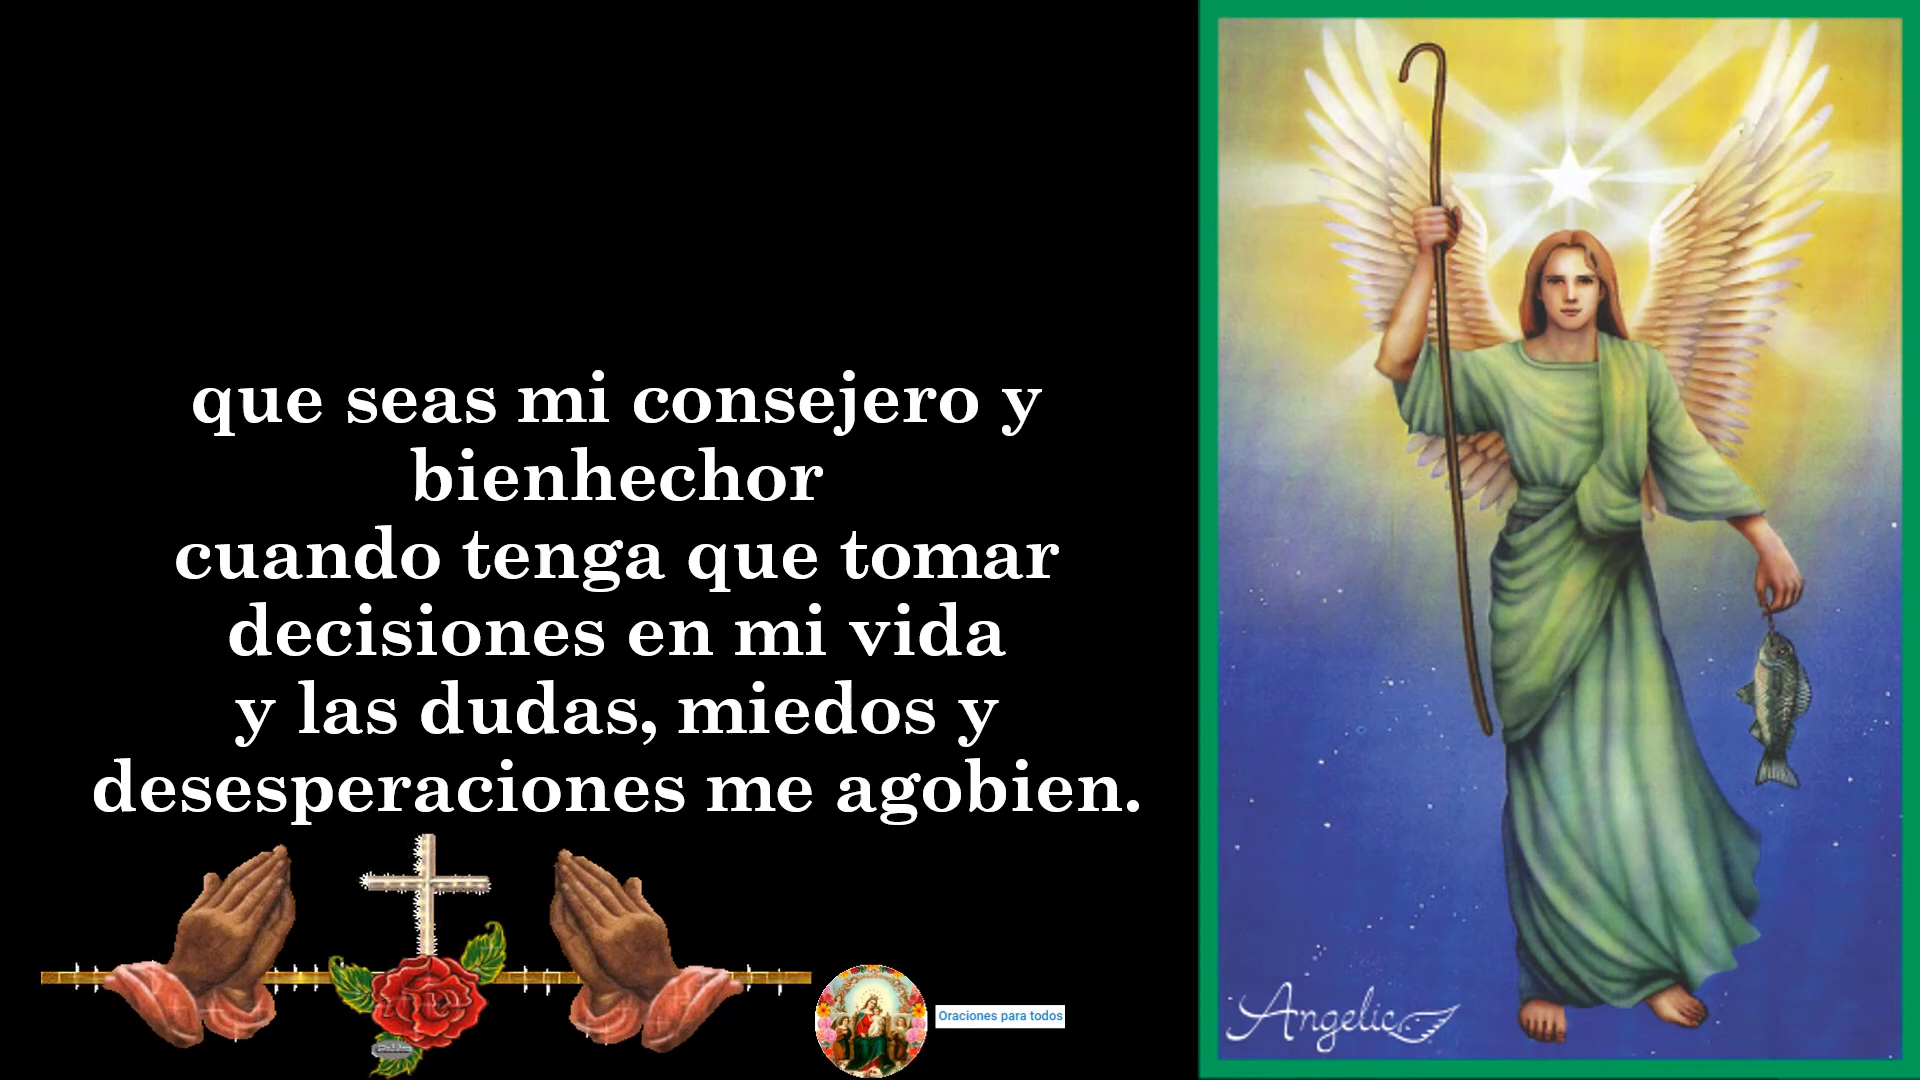 que seas mi consejero y
bienhechor
cuando tenga que tomar
decisiones en mi vida
y las dudas, miedos y
desesperaciones me agobien.
Oraciones para todos
Angelic